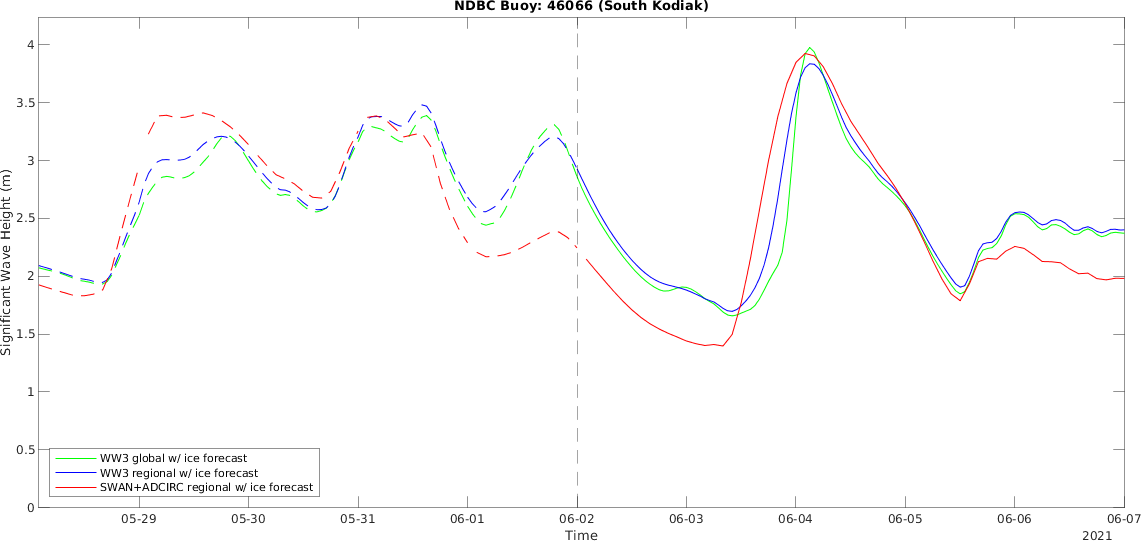 NDBC Buoy: 46066 (South Kodiak)
4
3.5
3
2.5
2
1.5
1
0.5
0
Significant Wave Height (m)
WW3 global w/ ice forecast
WW3 regional w/ ice forecast
SWAN+ADCIRC regional w/ ice forecast
05-29 05-30 05-31 06-01 06-02 06-03 06-04 06-05 06-06 06-07
Time
2021